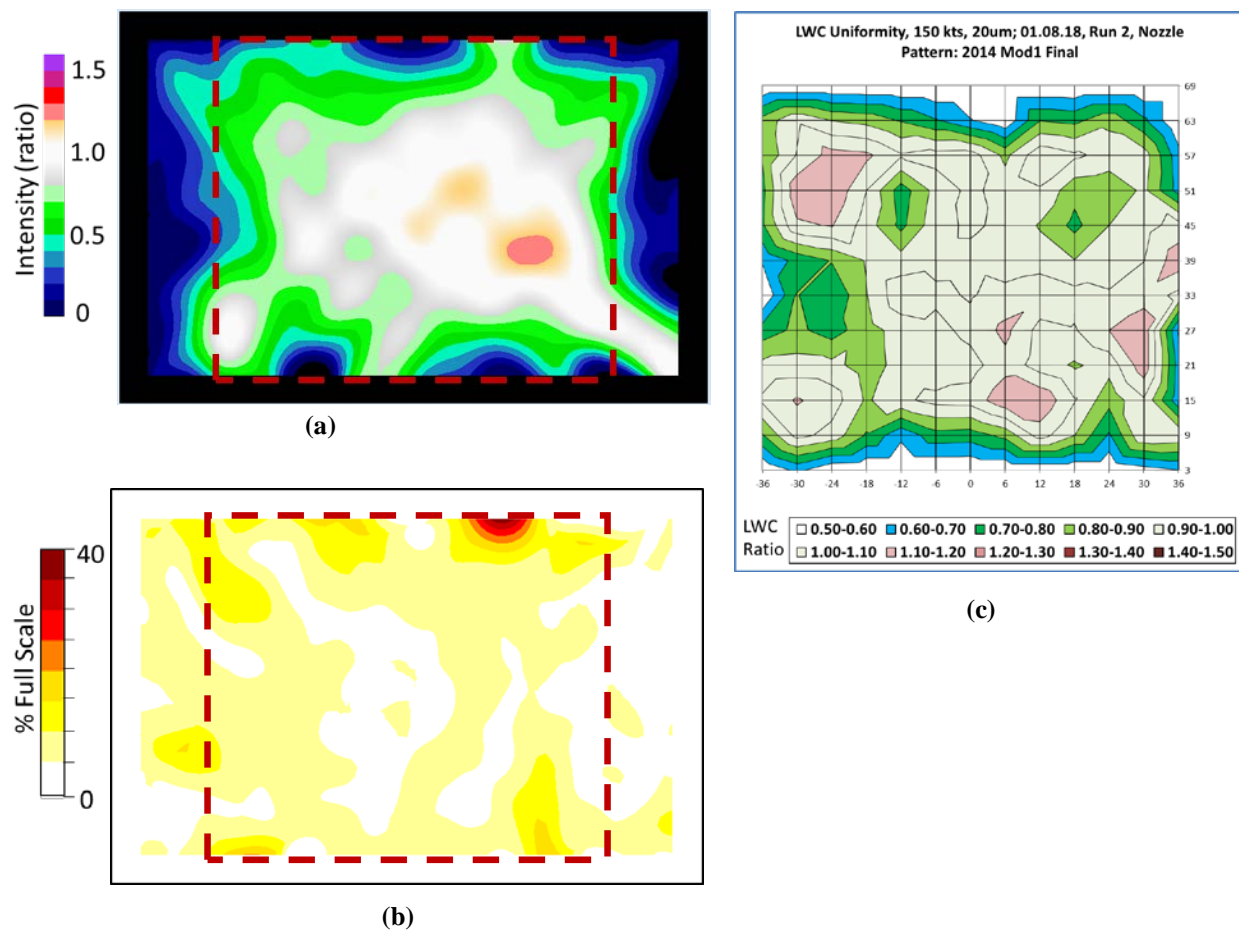 Intensity (ratio)
1.5
1.0
0.5
0
(a)
% Full Scale
40
0
(b)
LWC Uniformity, 150 kts, 20um; 01.08.18, Run 2, Nozzle
Pattern: 2014 Mod1 Final
69
63
57
51
45
39
33
27
21
15
9
3
-36 -30 -24 -18 -12 -6 0 6 12 18 24 30 36
LWC 0.50-0.60 0.60-0.70 0.70-0.80 0.80-0.90 0.90-1.00
Ratio 1.00-1.10 1.10-1.20 1.20-1.30 1.30-1.40 1.40-1.50
(c)